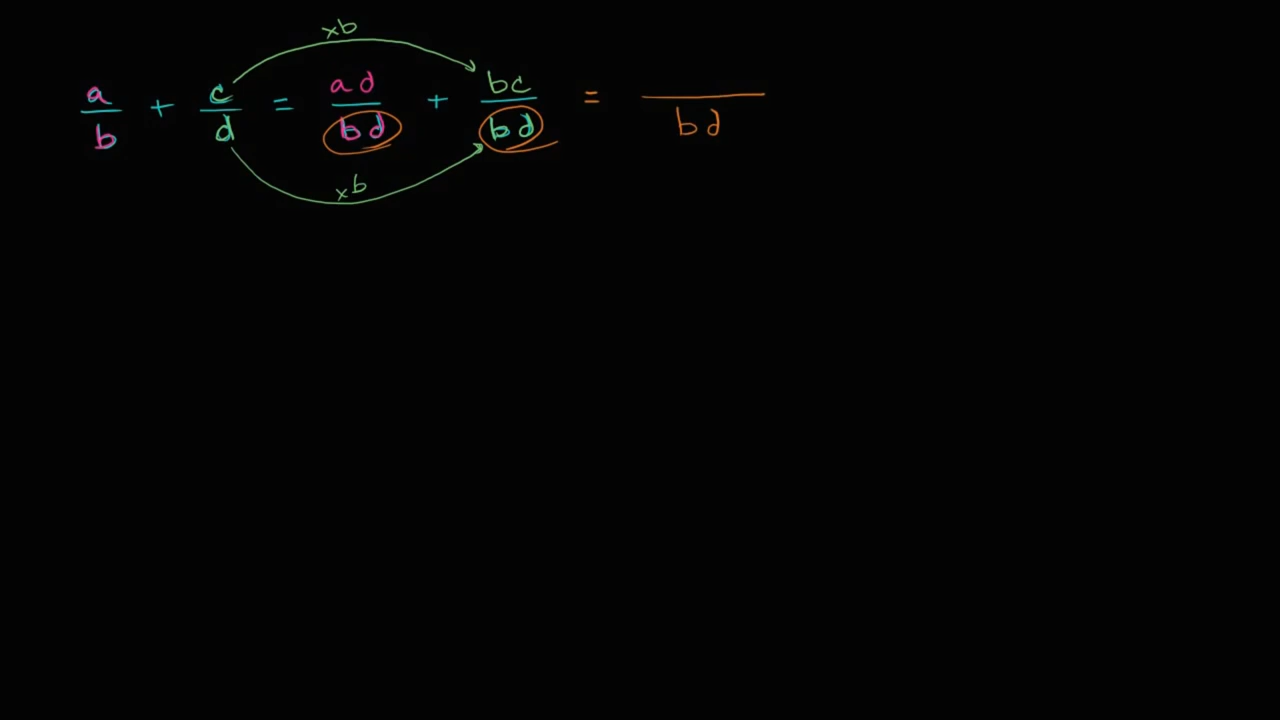 ×b
a/b + c/d = ad/bd + bc/bd = /bd
×b